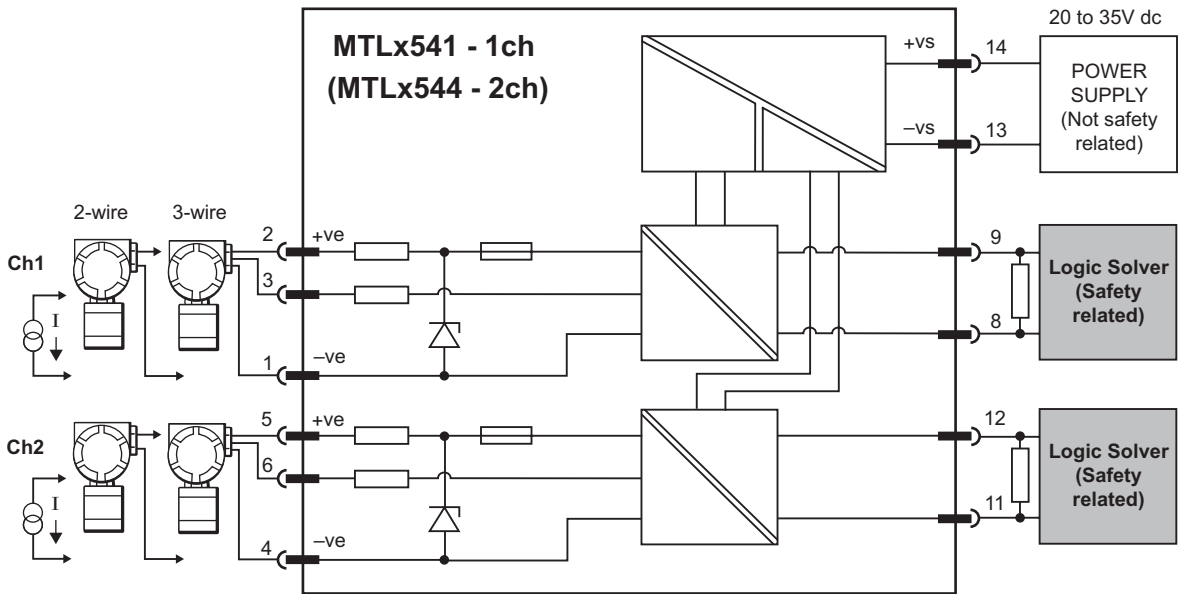 MTLx541 - 1ch
(MTLx544 - 2ch)
20 to 35V dc
+vs
14
POWER
SUPPLY
(Not safety
related)
–vs
13
2-wire
3-wire
Ch1
I
2
+ve
3
1
–ve
9
8
Logic Solver
(Safety
related)
Ch2
I
5
+ve
6
4
–ve
12
11
Logic Solver
(Safety
related)